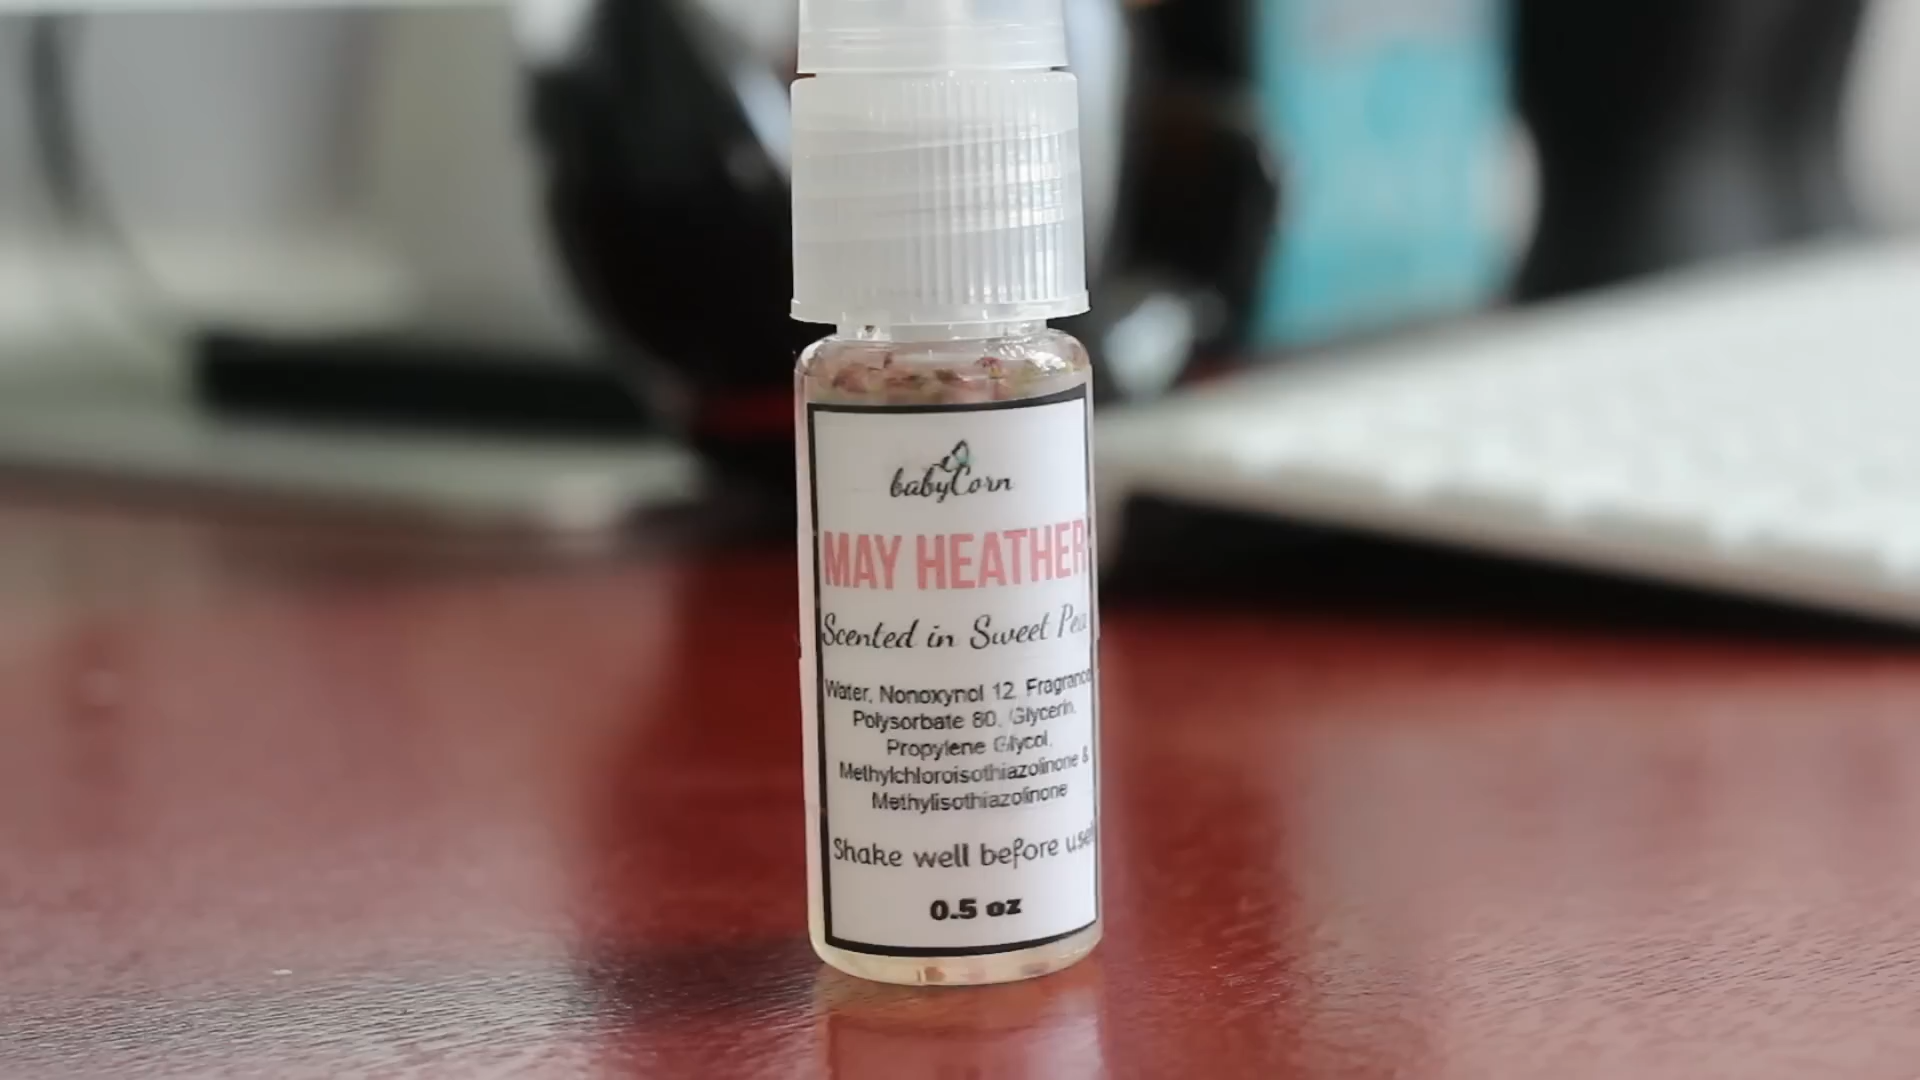 babyCorn
MAY HEATHER
Scented in Sweet Pea
Water, Nonoxynol 12, Fragrance
Polysorbate 80, Glycerin,
Propylene Glycol,
Methylchloroisothiazolinone &
Methylisothiazolinone
Shake well before use!
0.5 oz